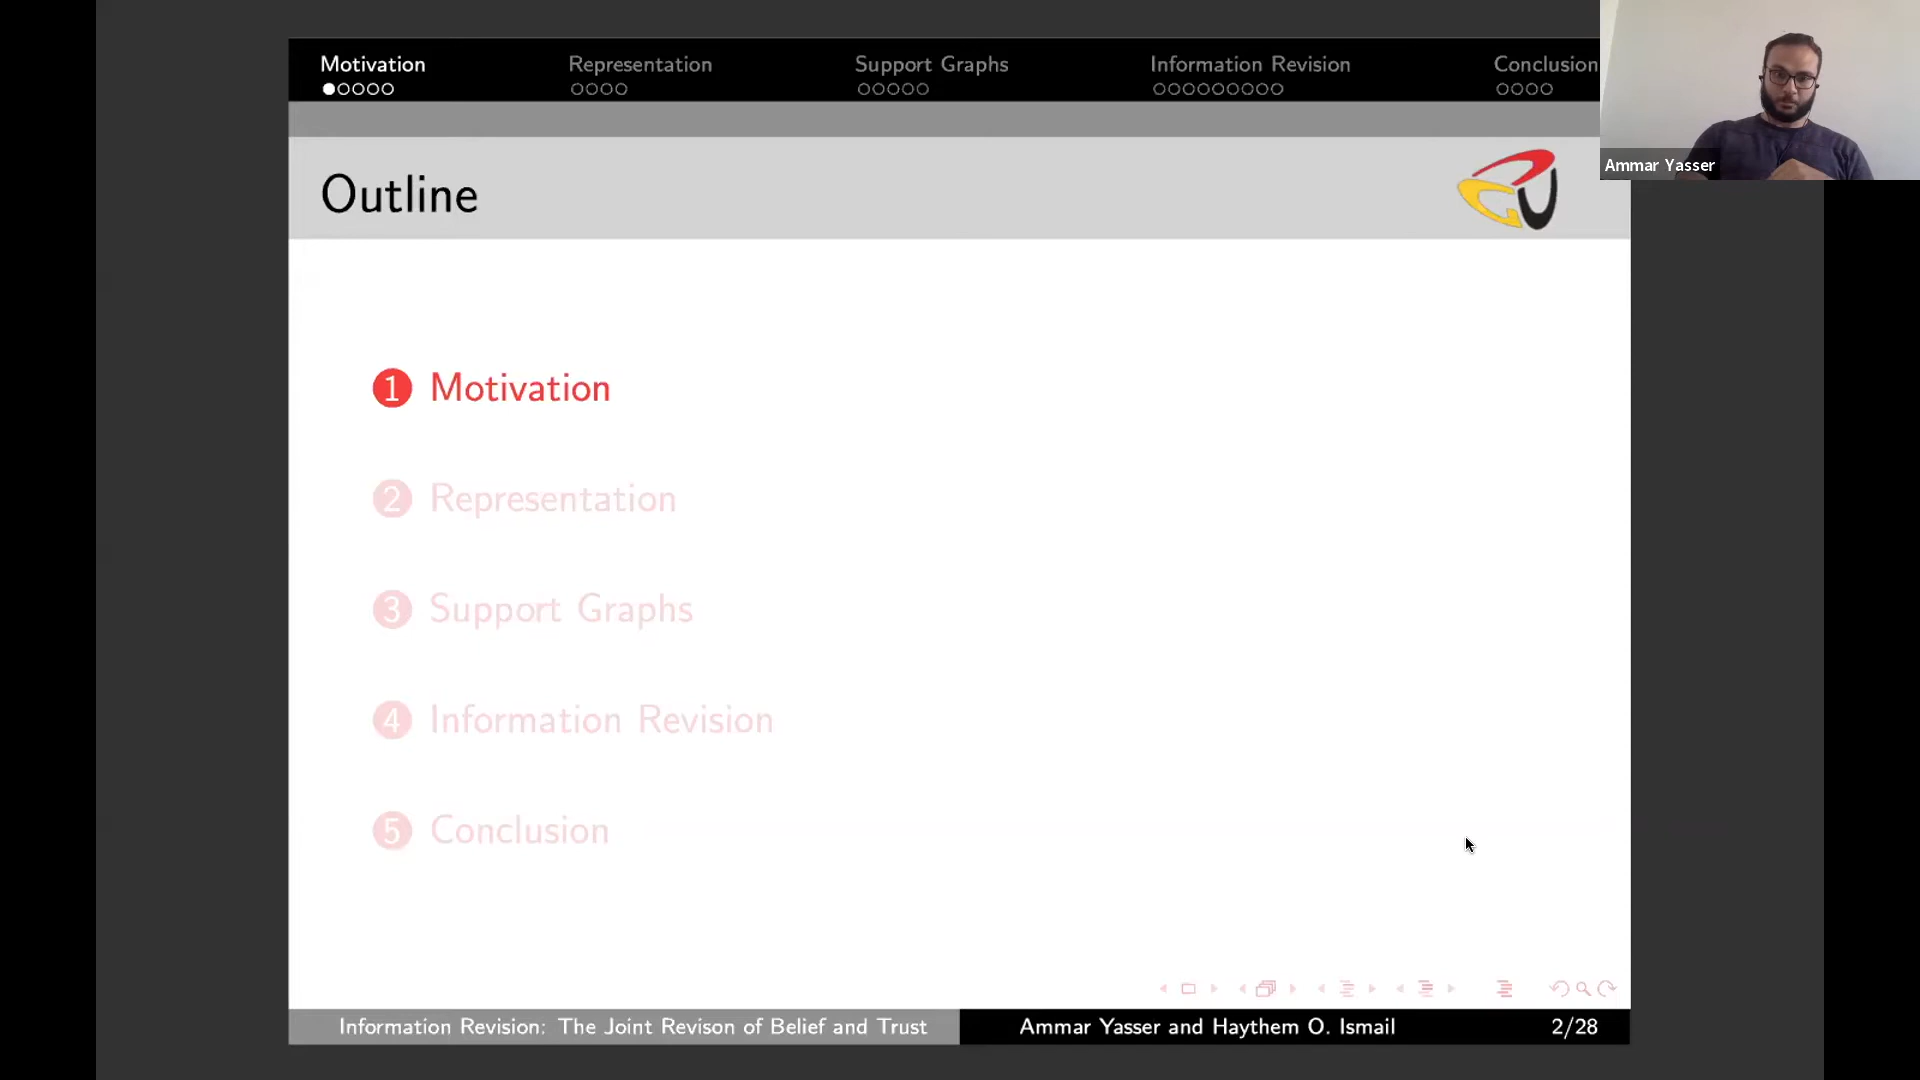 Motivation
Representation
Support Graphs
Information Revision
Conclusion
Ammar Yasser
Outline
1 Motivation
2 Representation
3 Support Graphs
4 Information Revision
5 Conclusion
Information Revision: The Joint Revison of Belief and Trust
Ammar Yasser and Haythem O. Ismail
2/28